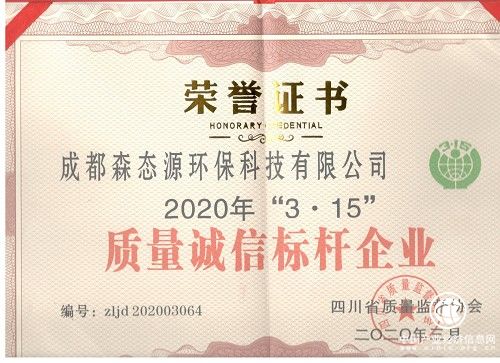 荣誉证书
HONORARY CREDENTIAL
成都森态源环保科技有限公司
3·15
2020年“3·15”
质量诚信标杆企业
编号:zljd 202003064
四川省质量监督协会
二〇二〇年三月